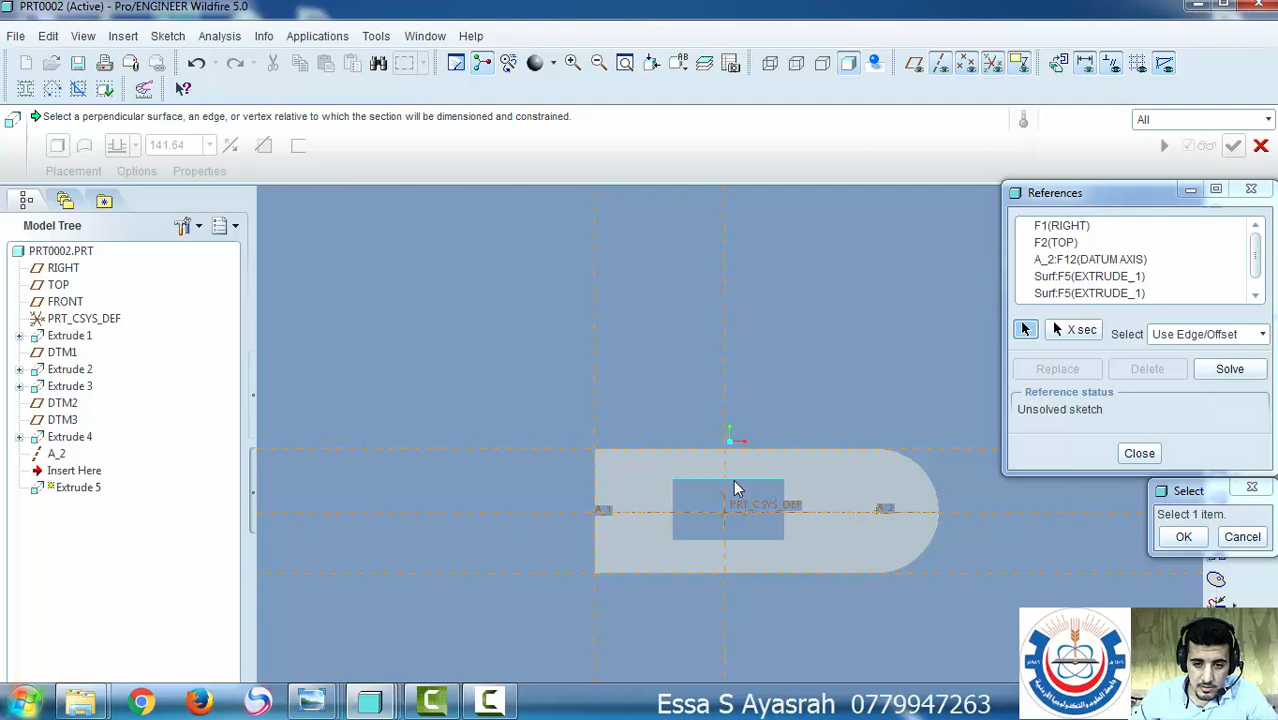 PRT0002 (Active) - Pro/ENGINEER Wildfire 5.0
File Edit View Insert Sketch Analysis Info Applications Tools Window Help
Select a perpendicular surface, an edge, or vertex relative to which the section will be dimensioned and constrained.
All
141.64
Placement Options Properties
Model Tree
PRT0002.PRT
RIGHT
TOP
FRONT
PRT_CSYS_DEF
Extrude 1
DTM1
Extrude 2
Extrude 3
DTM2
DTM3
Extrude 4
A_2
Insert Here
Extrude 5
A_1
PRT_CSYS_DEF
A_2
References
F1(RIGHT)
F2(TOP)
A_2:F12(DATUM AXIS)
Surf:F5(EXTRUDE_1)
Surf:F5(EXTRUDE_1)
X sec
Select
Use Edge/Offset
Replace
Delete
Solve
Reference status
Unsolved sketch
Close
Select
Select 1 item.
OK
Cancel
Essa S Ayasrah 0779947263